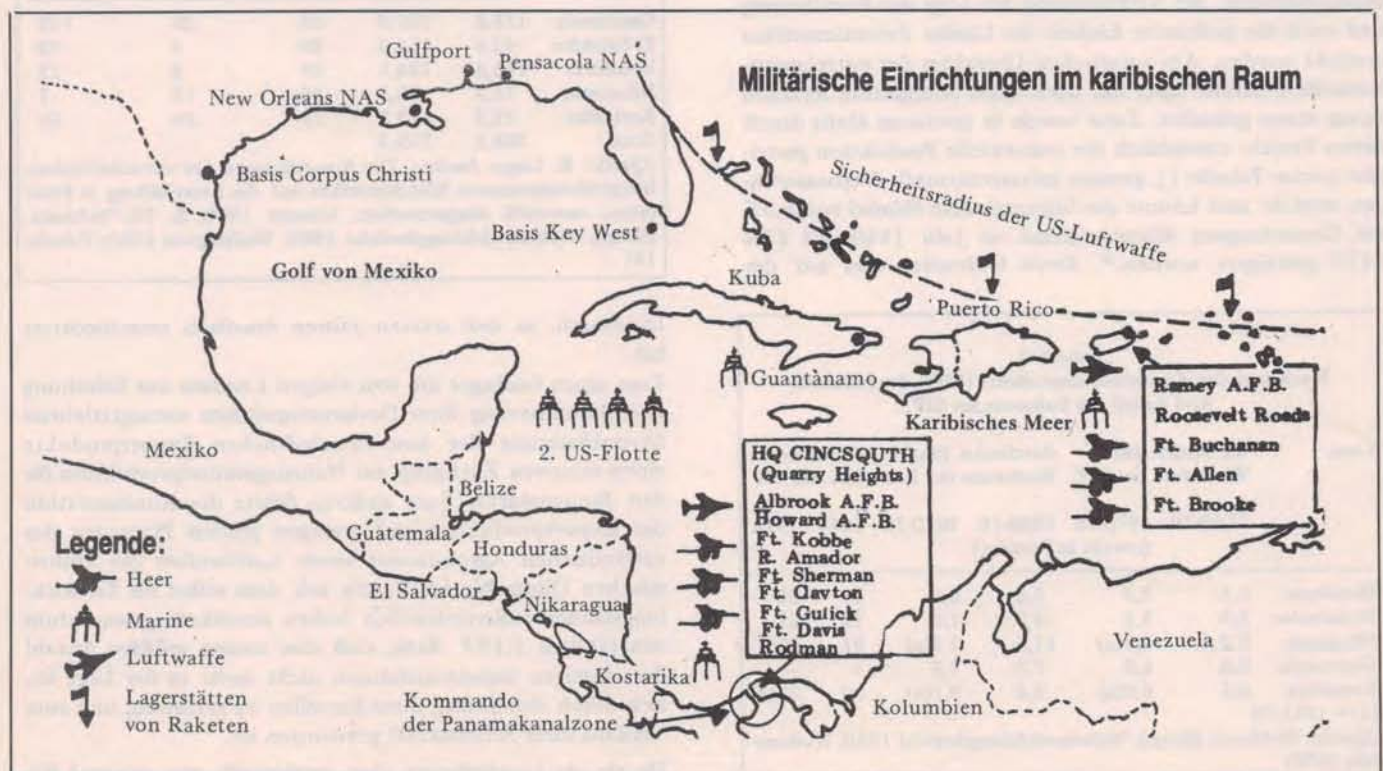 Militärische Einrichtungen im karibischen Raum
Gulfport
Pensacola NAS
New Orleans NAS
Basis Corpus Christi
Basis Key West
Golf von Mexiko
Sicherheitsradius der US-Luftwaffe
Kuba
Puerto Rico
Guantànamo
Karibisches Meer
2. US-Flotte
Mexiko
Belize
Guatemala
Honduras
El Salvador
Nikaragua
Kostarika
Kommando
der Panamakanalzone
Kolumbien
Venezuela
Ramey A.F.B.
Roosevelt Roads
Ft. Buchanan
Ft. Allen
Ft. Brooke
HQ CINCSQUTH
(Quarry Heights)
Albrook A.F.B.
Howard A.F.B.
Ft. Kobbe
R. Amador
Ft. Sherman
Ft. Clavton
Ft. Gulick
Ft. Davis
Rodman
Legende:
Heer
Marine
Luftwaffe
Lagerstätten
von Raketen